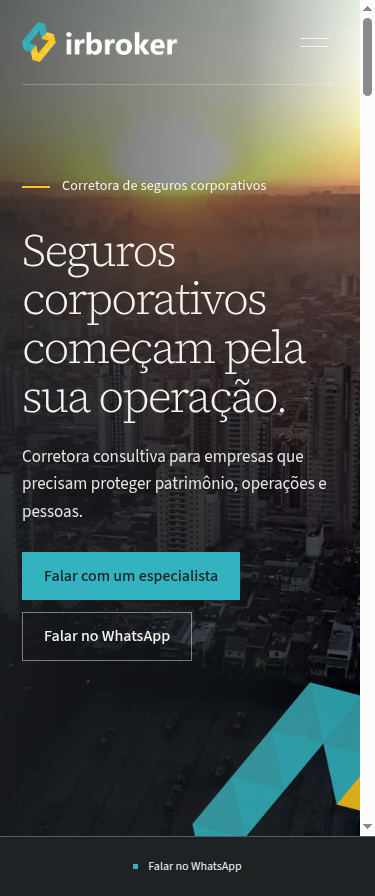 irbroker
Corretora de seguros corporativos
Seguros
corporativos
começam pela
sua operação.
Corretora consultiva para empresas que
precisam proteger patrimônio, operações e
pessoas.
Falar com um especialista
Falar no WhatsApp
Falar no WhatsApp